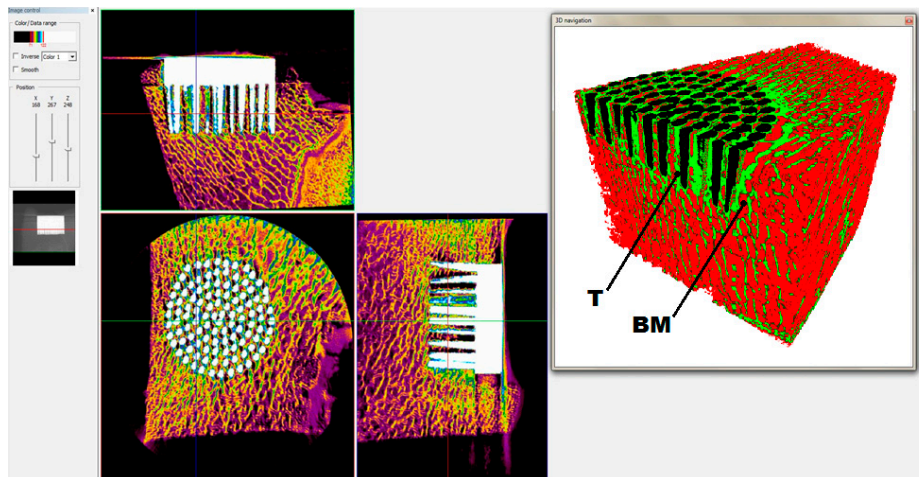 Image control
x
Color/Data range
Inverse
Color 1
Smooth
Position
X Y Z
168 267 248
3D navigation
T
BM